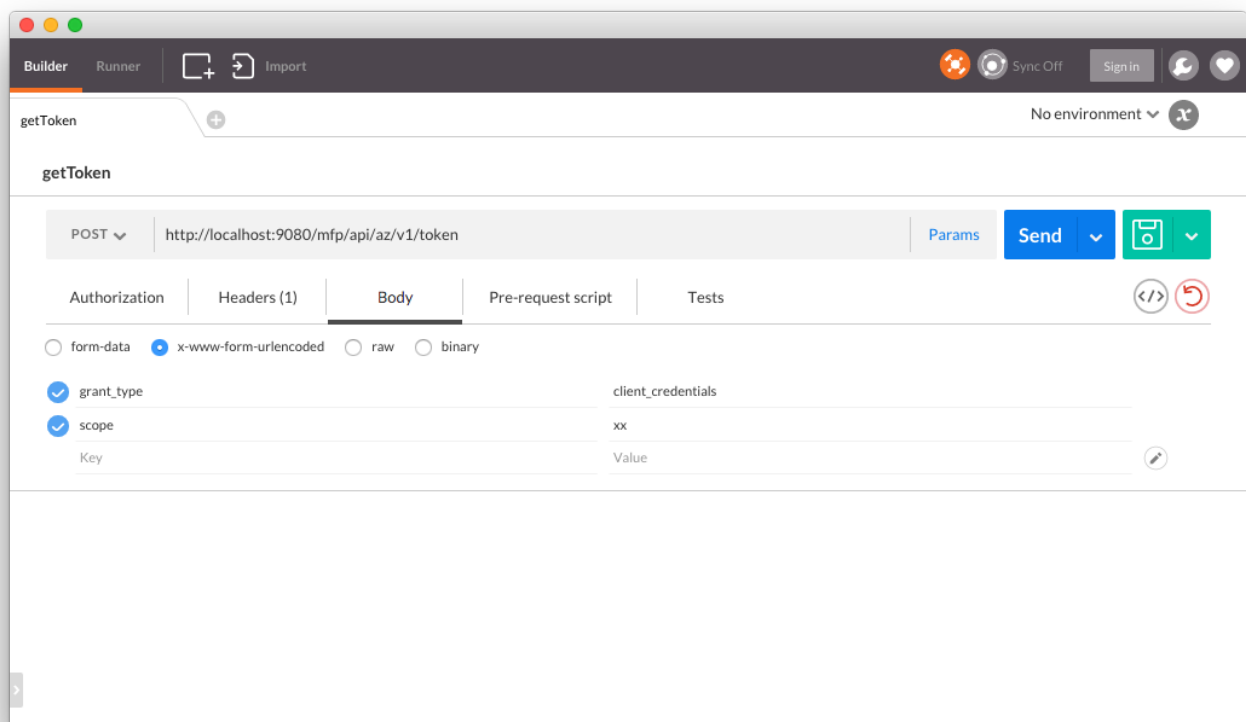 Builder Runner Import Sync Off Sign in
getToken No environment x
getToken
POST http://localhost:9080/mfp/api/az/v1/token Params Send
Authorization Headers (1) Body Pre-request script Tests </>
form-data x-www-form-urlencoded raw binary
grant_type client_credentials
scope xx
Key Value